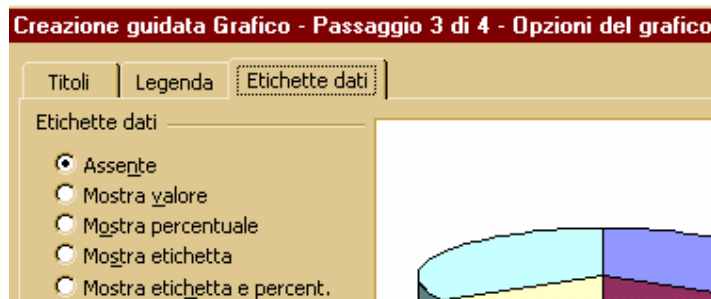 Creazione guidata Grafico - Passaggio 3 di 4 - Opzioni del grafico
Titoli Legenda Etichette dati
Etichette dati
Assente
Mostra valore
Mostra percentuale
Mostra etichetta
Mostra etichetta e percent.